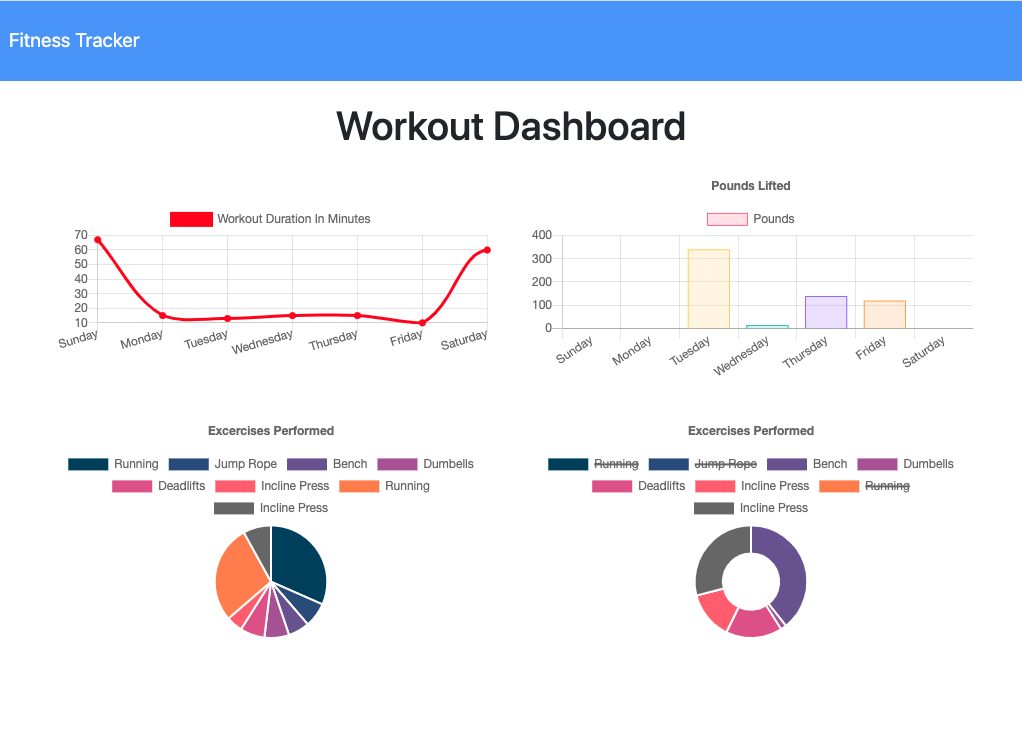 Fitness Tracker
Workout Dashboard
Workout Duration In Minutes
70
60
50
40
30
20
10
Sunday Monday Tuesday Wednesday Thursday Friday Saturday
Pounds Lifted
Pounds
400
300
200
100
0
Sunday Monday Tuesday Wednesday Thursday Friday Saturday
Excercises Performed
Running Jump Rope Bench Dumbells
Deadlifts Incline Press Running
Incline Press
Excercises Performed
Running Jump Rope Bench Dumbells
Deadlifts Incline Press Running
Incline Press